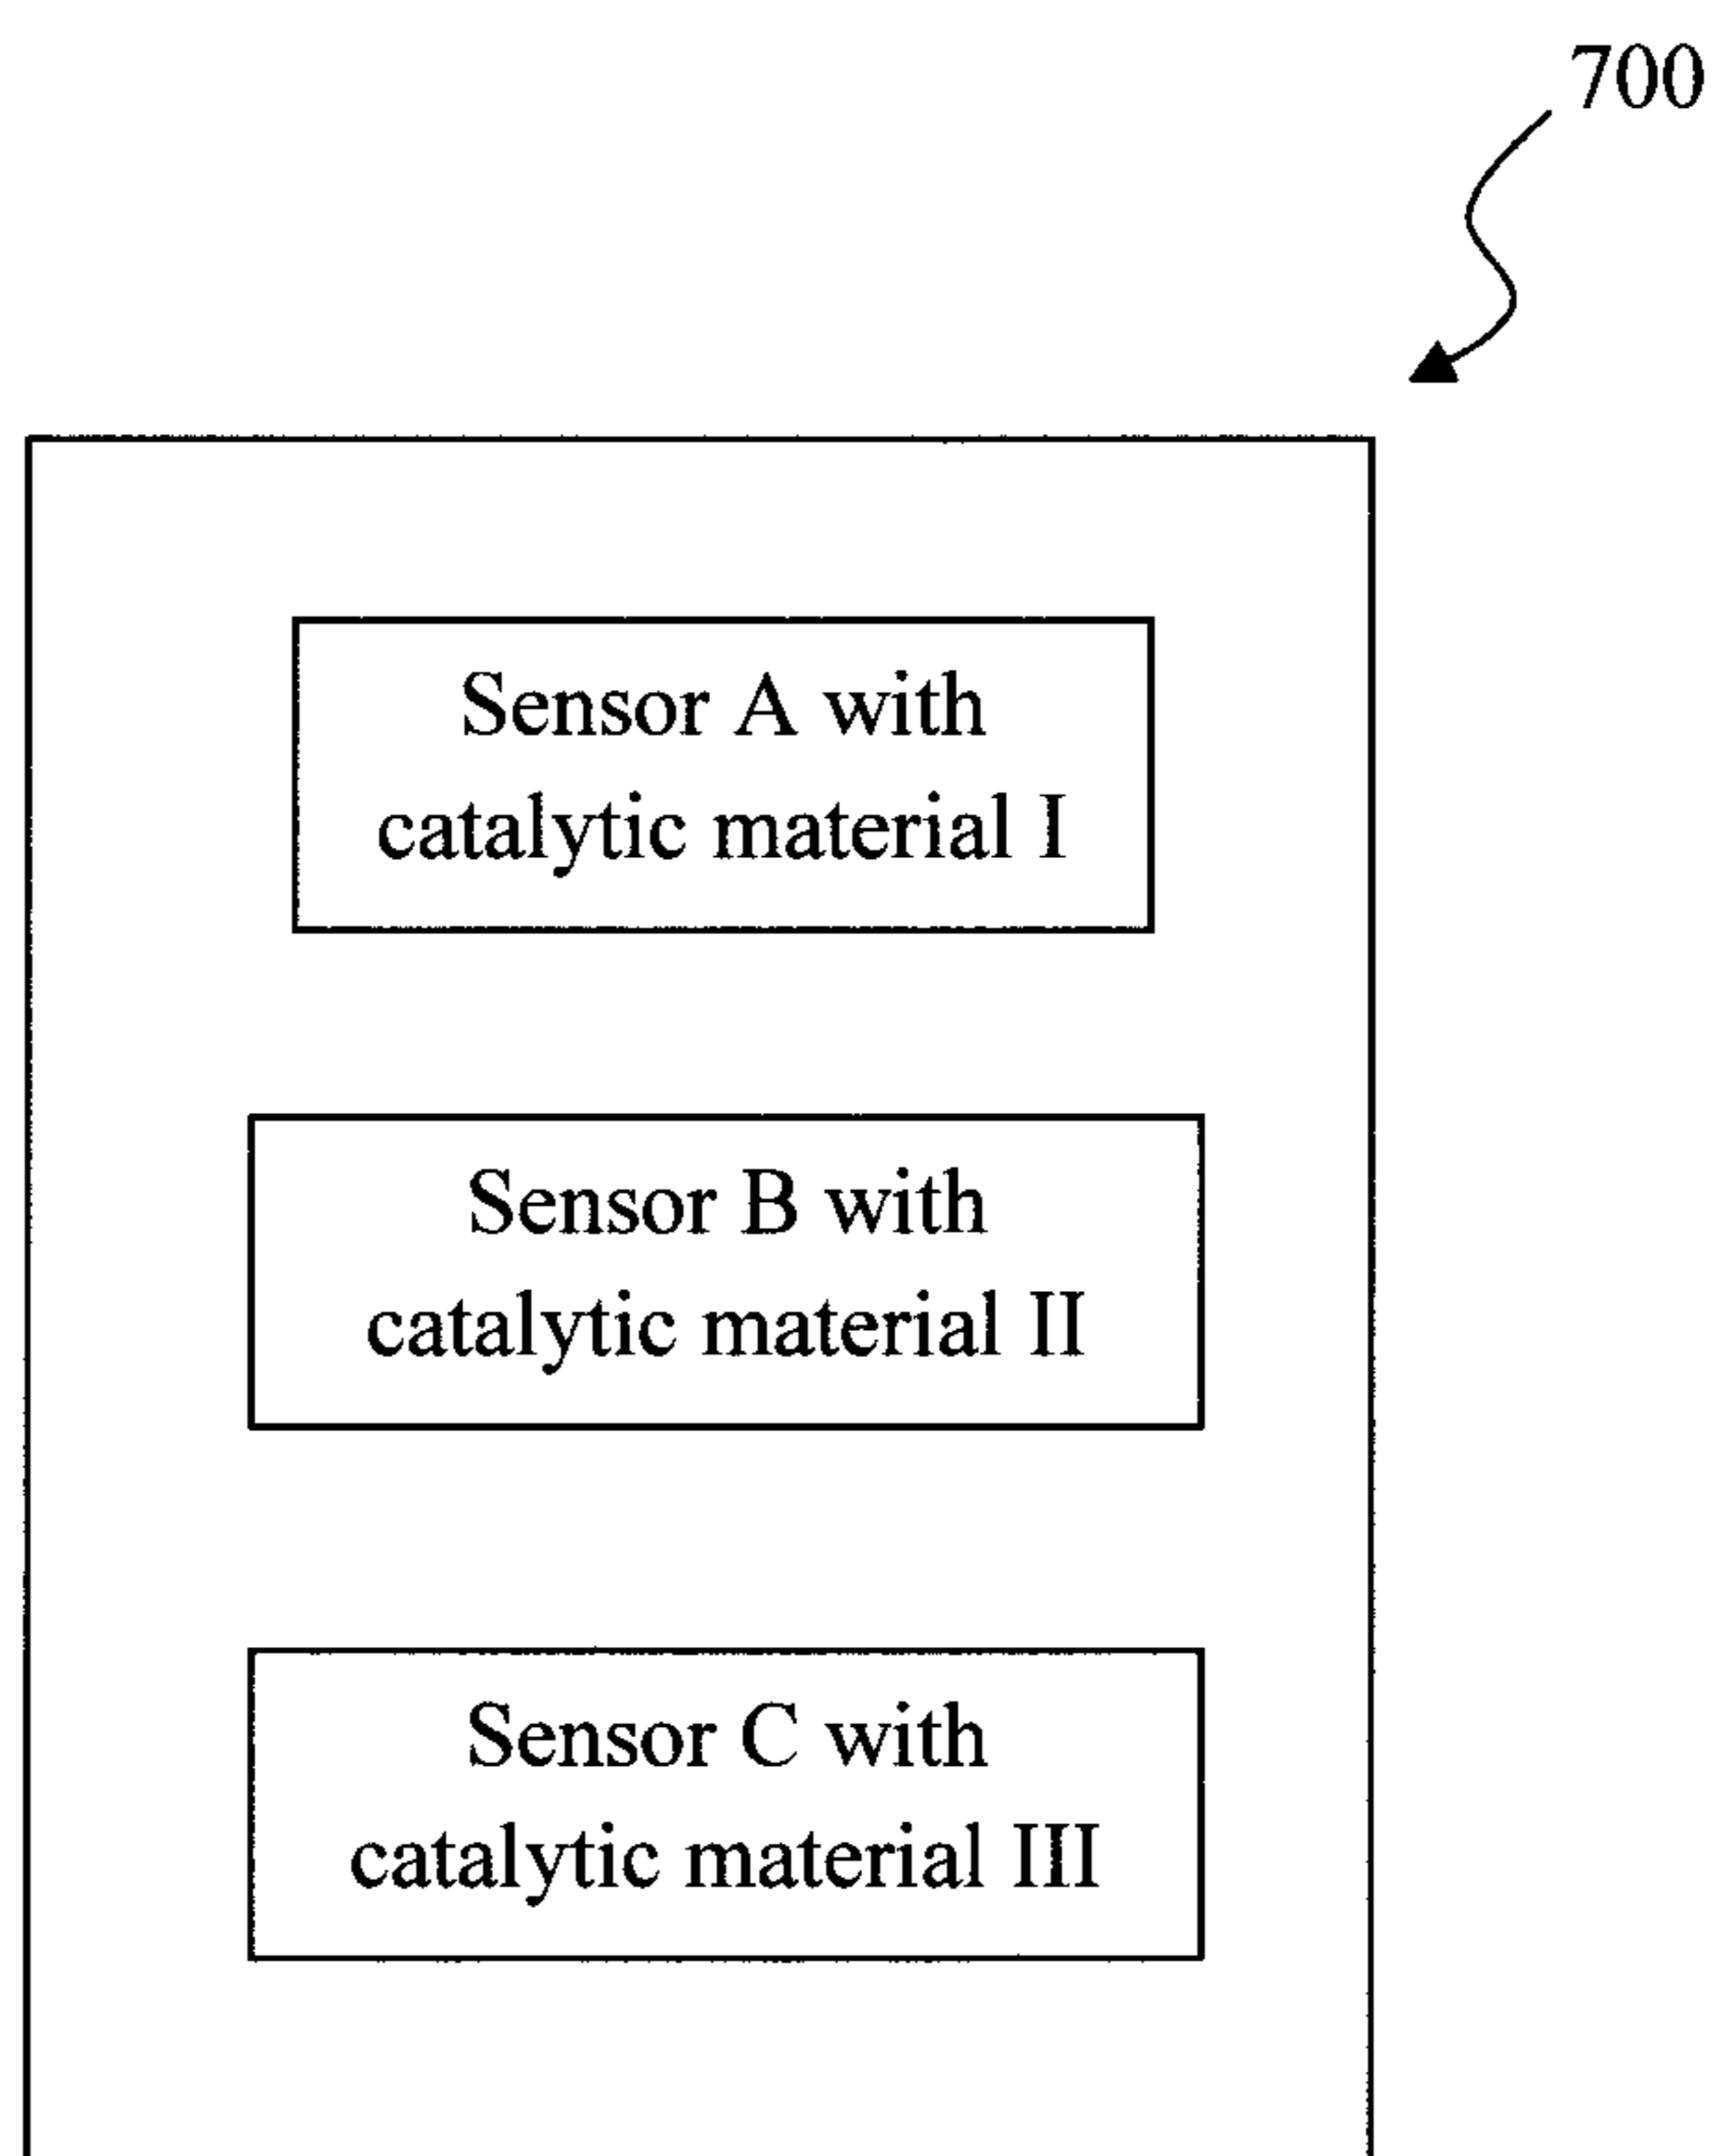 700
Sensor A with
catalytic material I
Sensor B with
catalytic material II
Sensor C with
catalytic material III